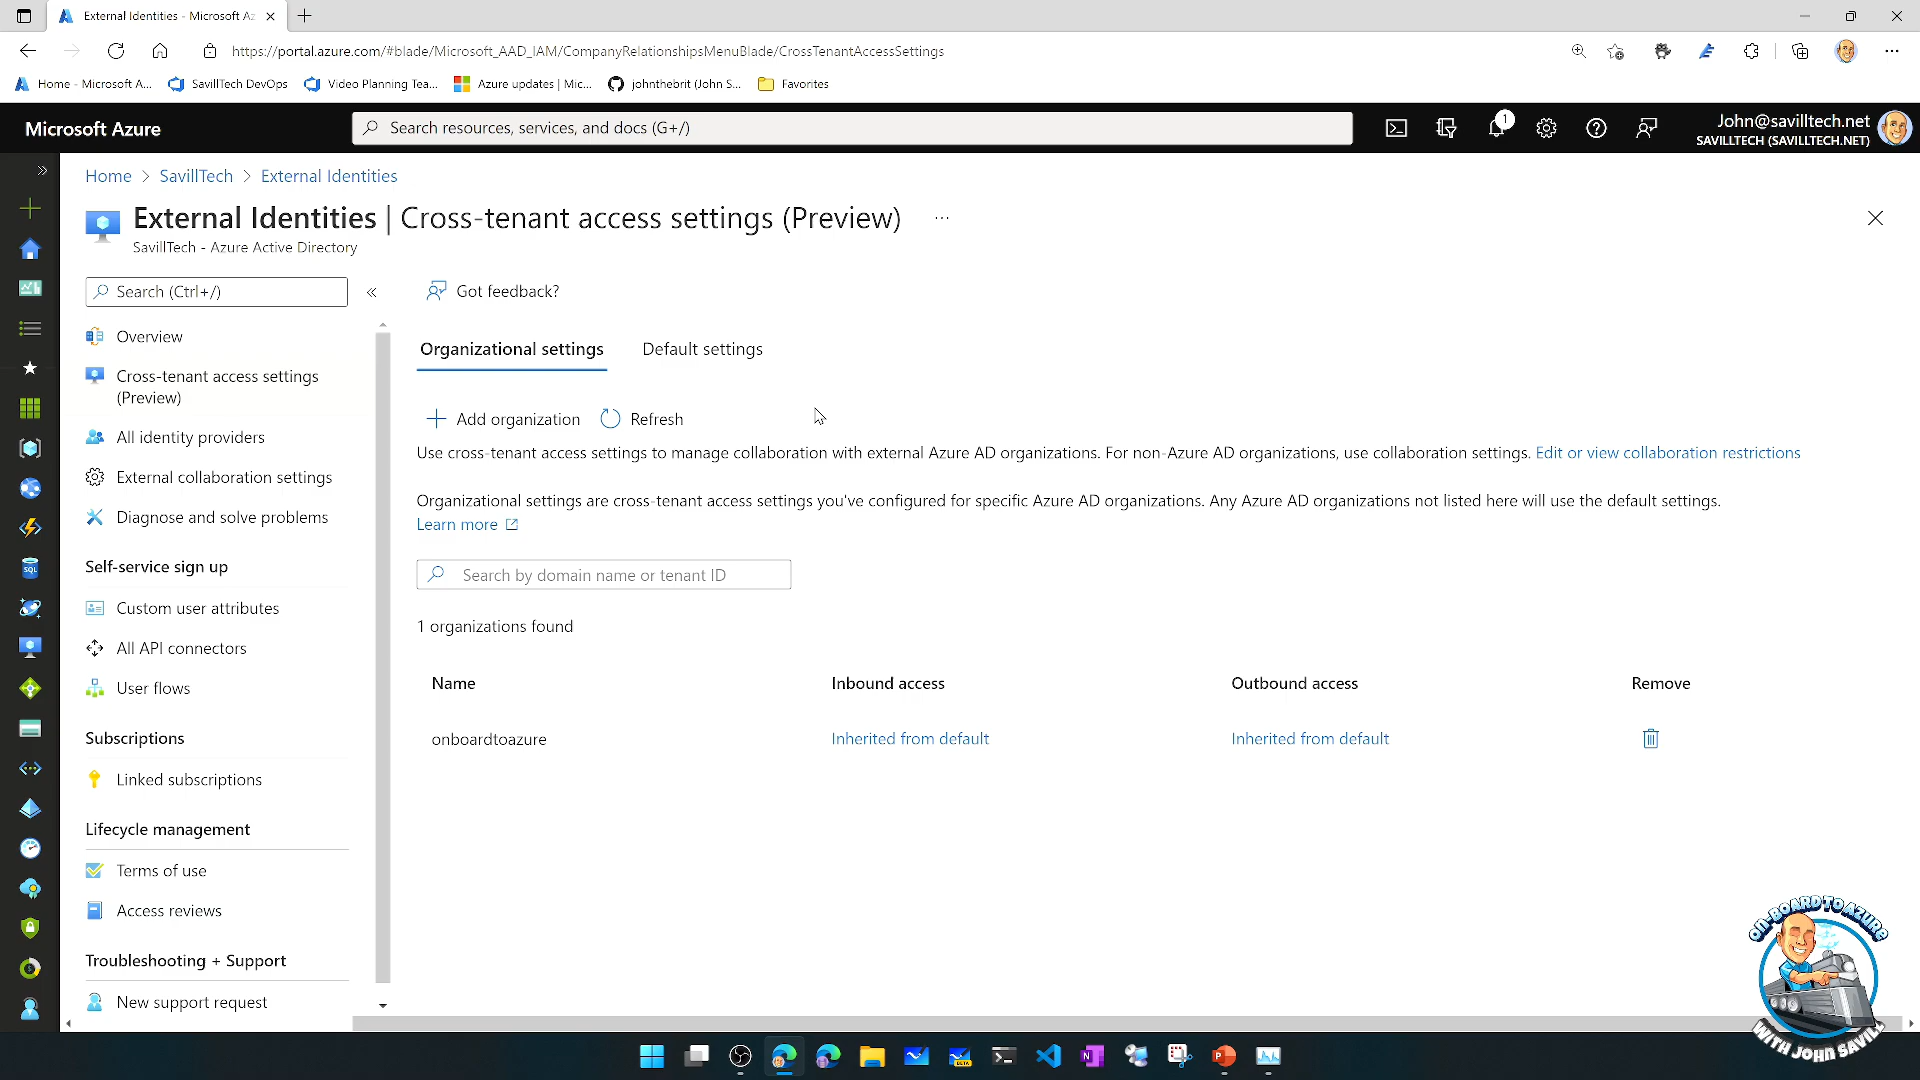 External Identities - Microsoft Az
https://portal.azure.com/#blade/Microsoft_AAD_IAM/CompanyRelationshipsMenuBlade/CrossTenantAccessSettings
Home - Microsoft A...
SavillTech DevOps
Video Planning Tea...
Azure updates | Mic...
johnthebrit (John S...
Favorites
Microsoft Azure
Search resources, services, and docs (G+/)
1
John@savilltech.net
SAVILLTECH (SAVILLTECH.NET)
Home > SavillTech > External Identities
External Identities | Cross-tenant access settings (Preview) ...
SavillTech - Azure Active Directory
Search (Ctrl+/)
Got feedback?
Overview
Cross-tenant access settings
(Preview)
All identity providers
External collaboration settings
Diagnose and solve problems
Self-service sign up
Custom user attributes
All API connectors
User flows
Subscriptions
Linked subscriptions
Lifecycle management
Terms of use
Access reviews
Troubleshooting + Support
New support request
Organizational settings
Default settings
Add organization
Refresh
Use cross-tenant access settings to manage collaboration with external Azure AD organizations. For non-Azure AD organizations, use collaboration settings. Edit or view collaboration restrictions
Organizational settings are cross-tenant access settings you've configured for specific Azure AD organizations. Any Azure AD organizations not listed here will use the default settings.
Learn more
Search by domain name or tenant ID
1 organizations found
Name
Inbound access
Outbound access
Remove
onboardtoazure
Inherited from default
Inherited from default
SQL
BETA
ON-BOARD TO AZURE
WITH JOHN SAVILL